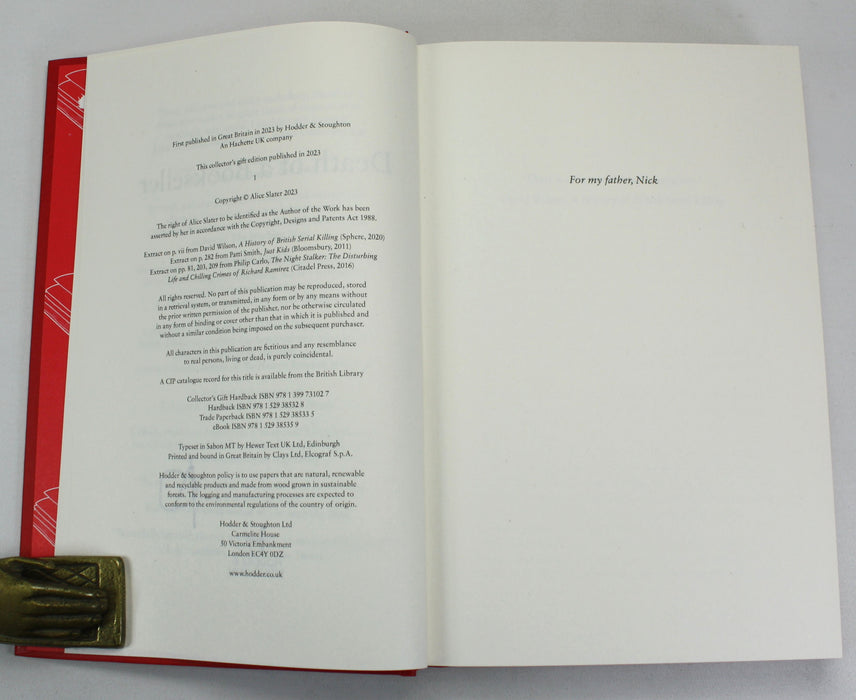 First published in Great Britain in 2023 by Hodder & Stoughton
An Hachette UK company
This collector's gift edition published in 2023
1
Copyright © Alice Slater 2023
The right of Alice Slater to be identified as the Author of the Work has been
asserted by her in accordance with the Copyright, Designs and Patents Act 1988.
Extract on p. vii from David Wilson, A History of British Serial Killing (Sphere, 2020)
Extract on p. 282 from Patti Smith, Just Kids (Bloomsbury, 2011)
Extract on pp. 81, 203, 209 from Philip Carlo, The Night Stalker: The Disturbing
Life and Chilling Crimes of Richard Ramirez (Citadel Press, 2016)
All rights reserved. No part of this publication may be reproduced, stored
in a retrieval system, or transmitted, in any form or by any means without
the prior written permission of the publisher, nor be otherwise circulated
in any form of binding or cover other than that in which it is published and
without a similar condition being imposed on the subsequent purchaser.
All characters in this publication are fictitious and any resemblance
to real persons, living or dead, is purely coincidental.
A CIP catalogue record for this title is available from the British Library
Collector's Gift Hardback ISBN 978 1 399 73102 7
Hardback ISBN 978 1 529 38532 8
Trade Paperback ISBN 978 1 529 38533 5
eBook ISBN 978 1 529 38535 9
Typeset in Sabon MT by Hewer Text UK Ltd, Edinburgh
Printed and bound in Great Britain by Clays Ltd, Elcograf S.p.A.
Hodder & Stoughton policy is to use papers that are natural, renewable
and recyclable products and made from wood grown in sustainable
forests. The logging and manufacturing processes are expected to
conform to the environmental regulations of the country of origin.
Hodder & Stoughton Ltd
Carmelite House
50 Victoria Embankment
London EC4Y 0DZ
www.hodder.co.uk
For my father, Nick